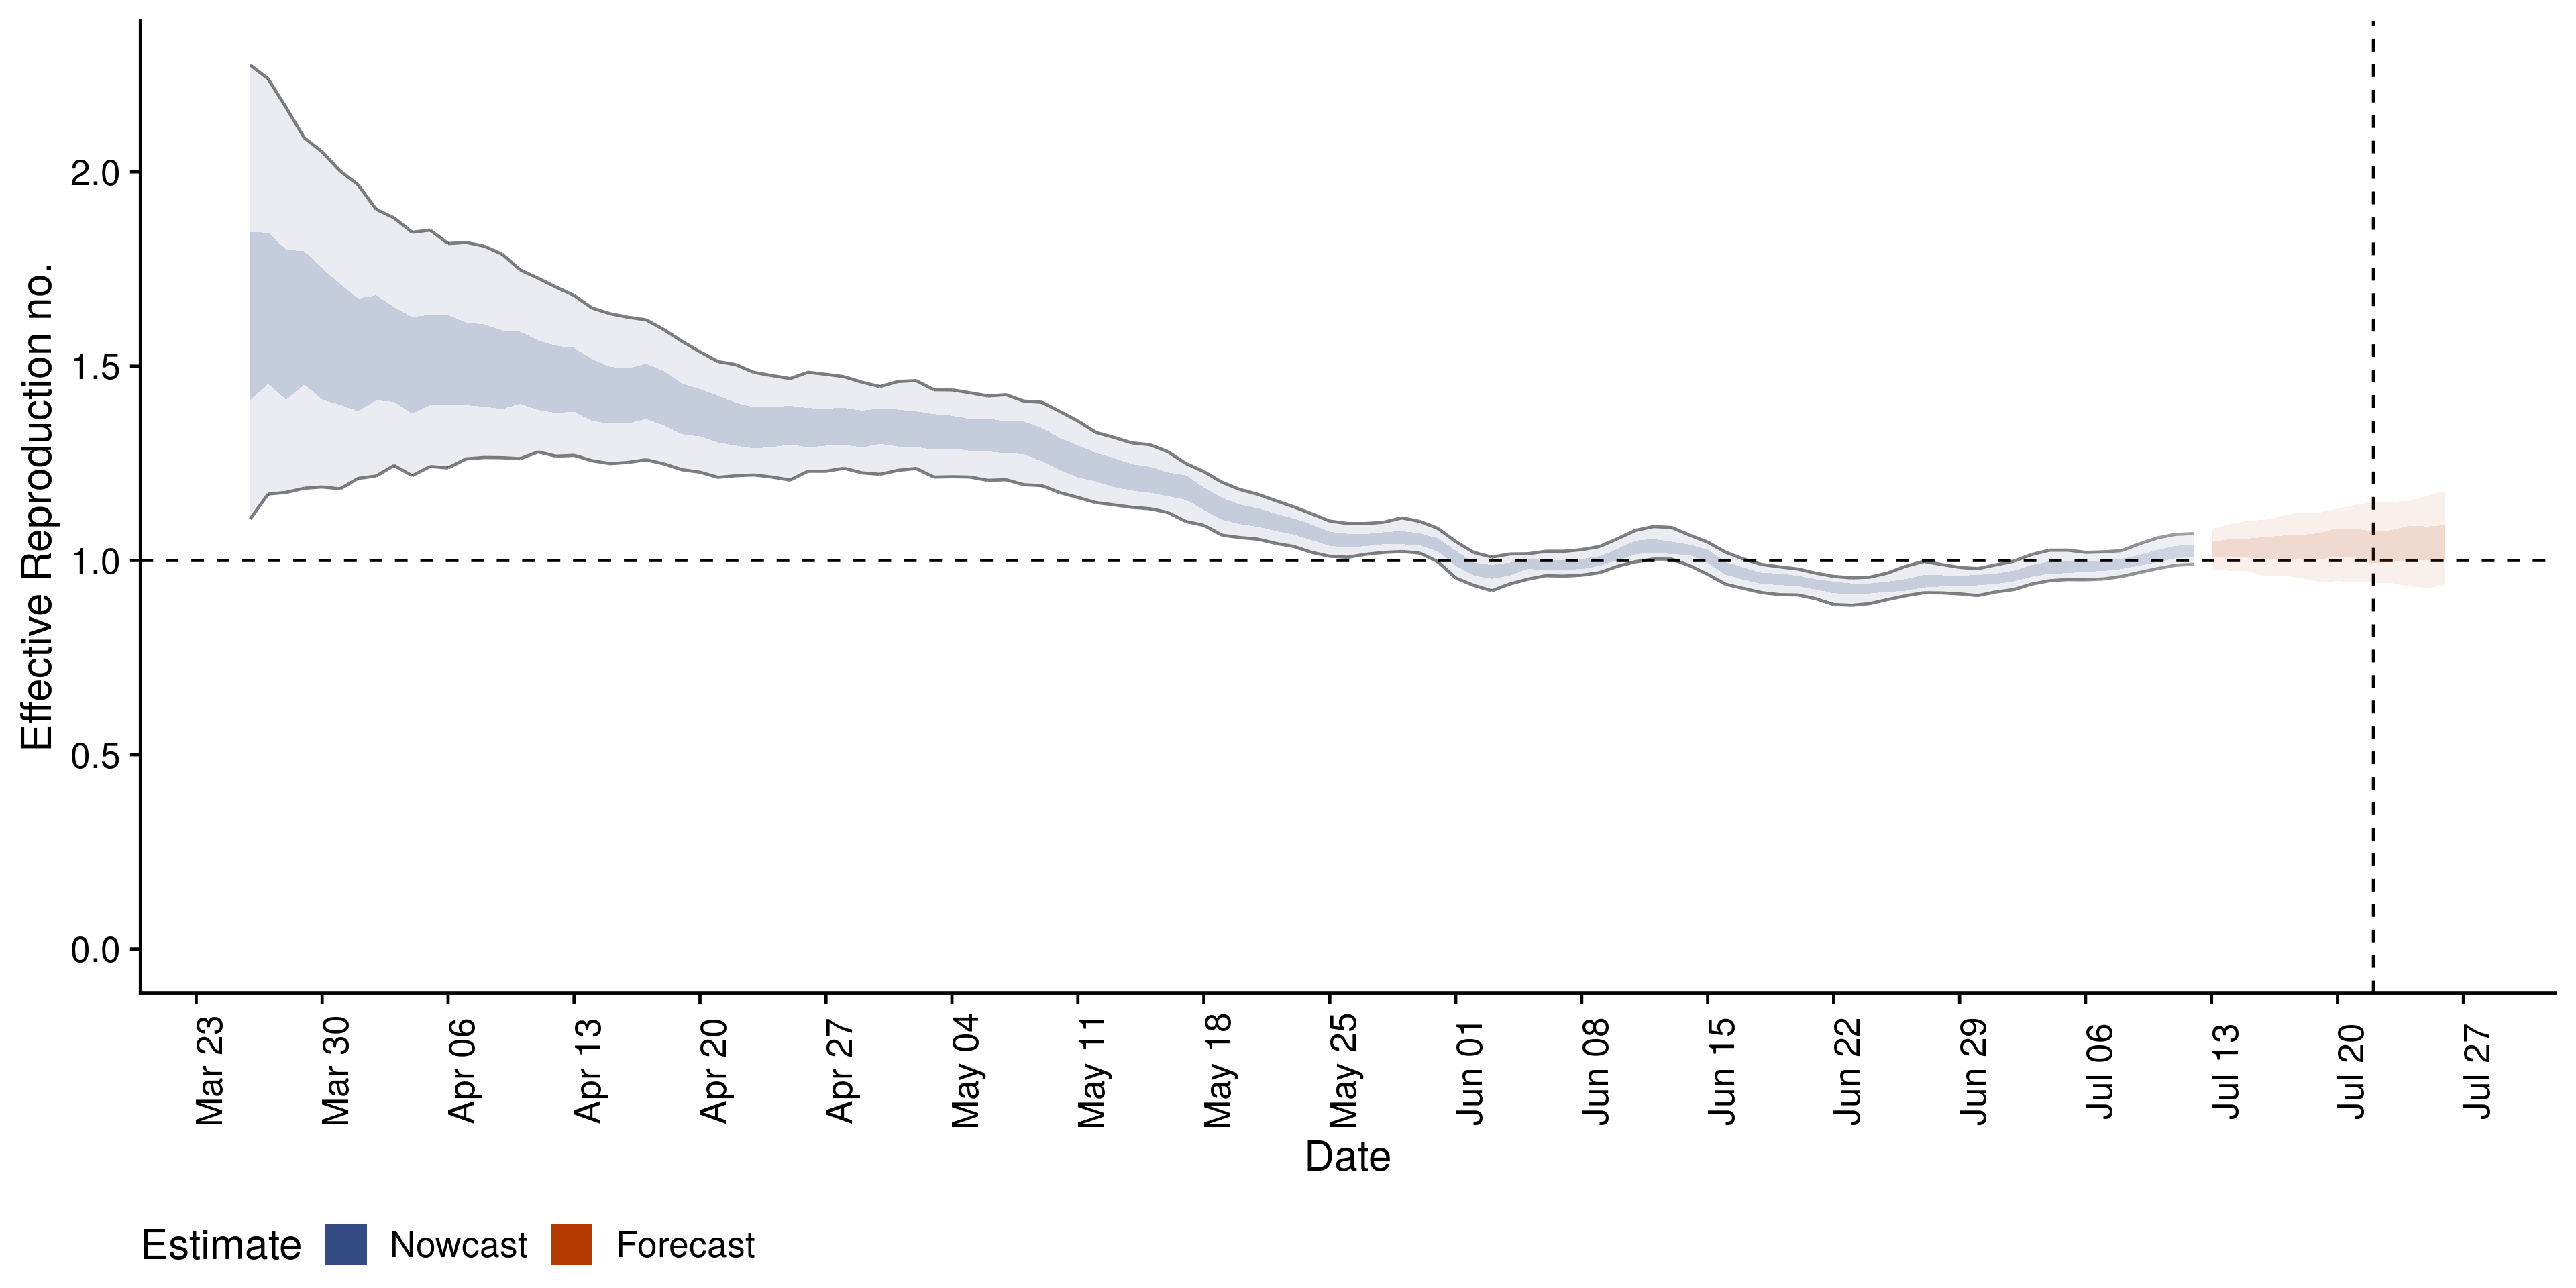 Effective Reproduction no.
2.0
1.5
1.0
0.5
0.0
Mar 23
Mar 30
Apr 06
Apr 13
Apr 20
Apr 27
May 04
May 11
May 18
May 25
Jun 01
Jun 08
Jun 15
Jun 22
Jun 29
Jul 06
Jul 13
Jul 20
Jul 27
Date
Estimate Nowcast Forecast